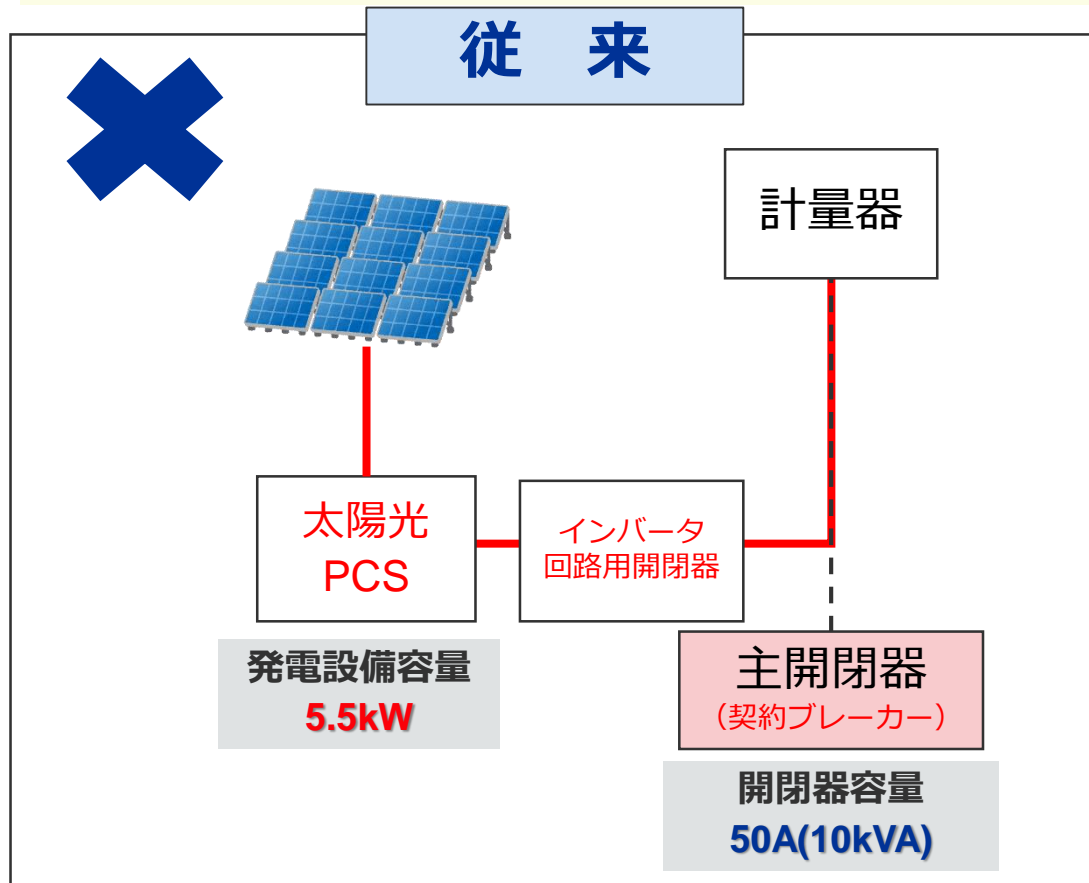 従　来
計量器
太陽光
PCS
インバータ
回路用開閉器
発電設備容量
5.5kW
主開閉器
（契約ブレーカー）
開閉器容量
50A(10kVA)